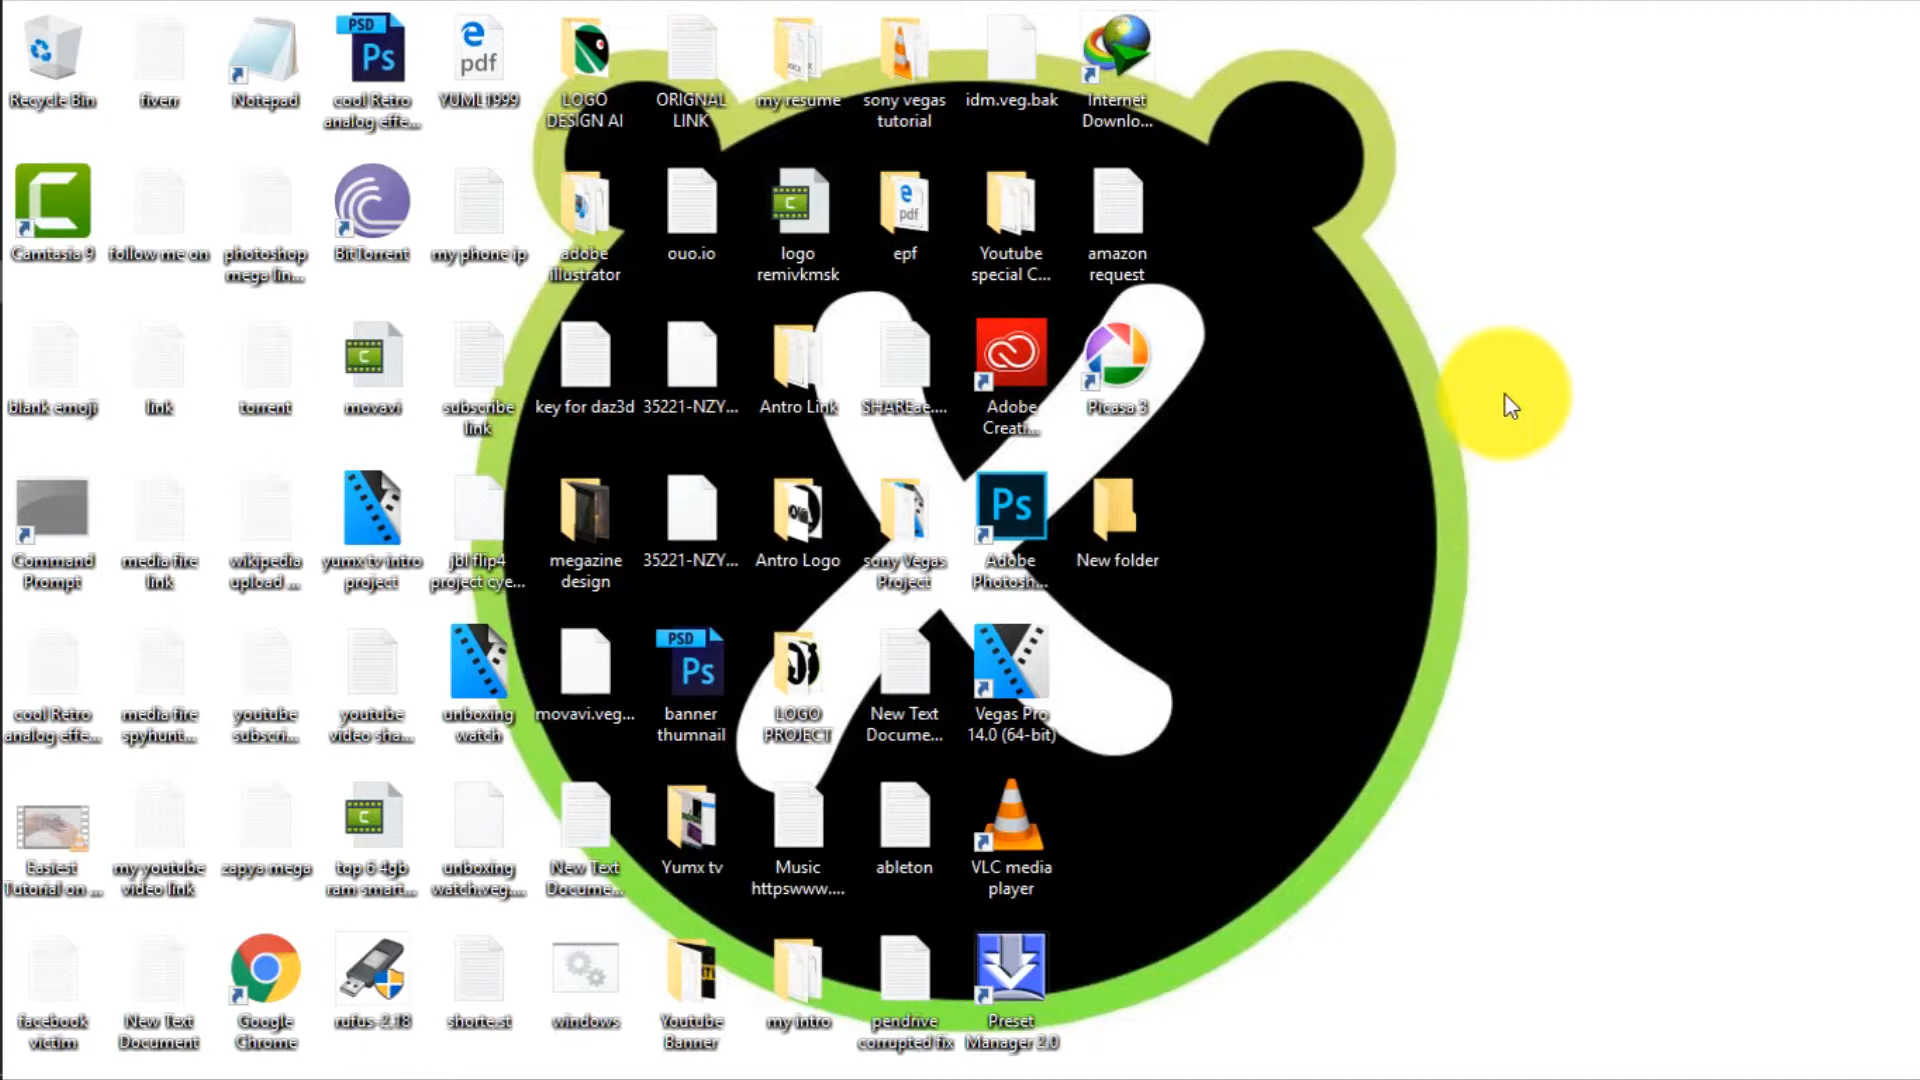 Recycle Bin
fiverr
Notepad
cool Retro
analog effe...
YUML1999
LOGO
DESIGN AI
ORIGNAL
LINK
my resume
sony vegas
tutorial
idm.veg.bak
Internet
Downlo...
Camtasia 9
follow me on
photoshop
mega lin...
BitTorrent
my phone ip
adobe
illustrator
ouo.io
logo
remivkmsk
epf
Youtube
special C...
amazon
request
blank emoji
link
torrent
movavi
subscribe
link
key for daz3d
35221-NZY...
Antro Link
SHAREae....
Adobe
Creati...
Picasa 3
Command
Prompt
media fire
link
wikipedia
upload ...
yumx tv intro
project
jbl flip4
project cye...
megazine
design
35221-NZY...
Antro Logo
sony Vegas
Project
Adobe
Photosh...
New folder
cool Retro
analog effe...
media fire
spyhunt...
youtube
subscri...
youtube
video sha...
unboxing
watch
movavi.veg...
banner
thumnail
LOGO
PROJECT
New Text
Docume...
Vegas Pro
14.0 (64-bit)
Easiest
Tutorial on ...
my youtube
video link
zapya mega
top 6 4gb
ram smart...
unboxing
watch.veg....
New Text
Docume...
Yumx tv
Music
httpswww....
ableton
VLC media
player
facebook
victim
New Text
Document
Google
Chrome
rufus-2.18
shorte.st
windows
Youtube
Banner
my intro
pendrive
corrupted fix
Preset
Manager 2.0